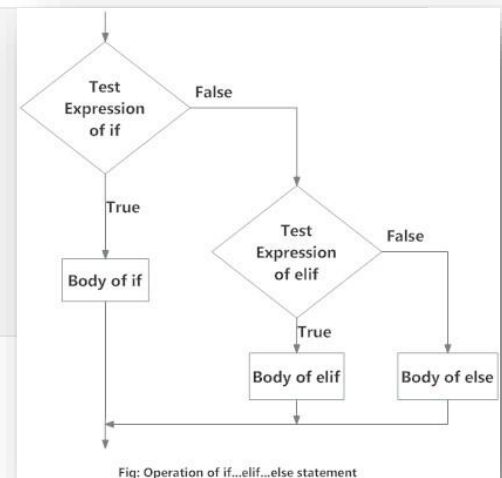 Test
Expression
of if
False
True
Body of if
Test
Expression
of elif
False
True
Body of elif
Body of else
Fig: Operation of if...elif...else statement